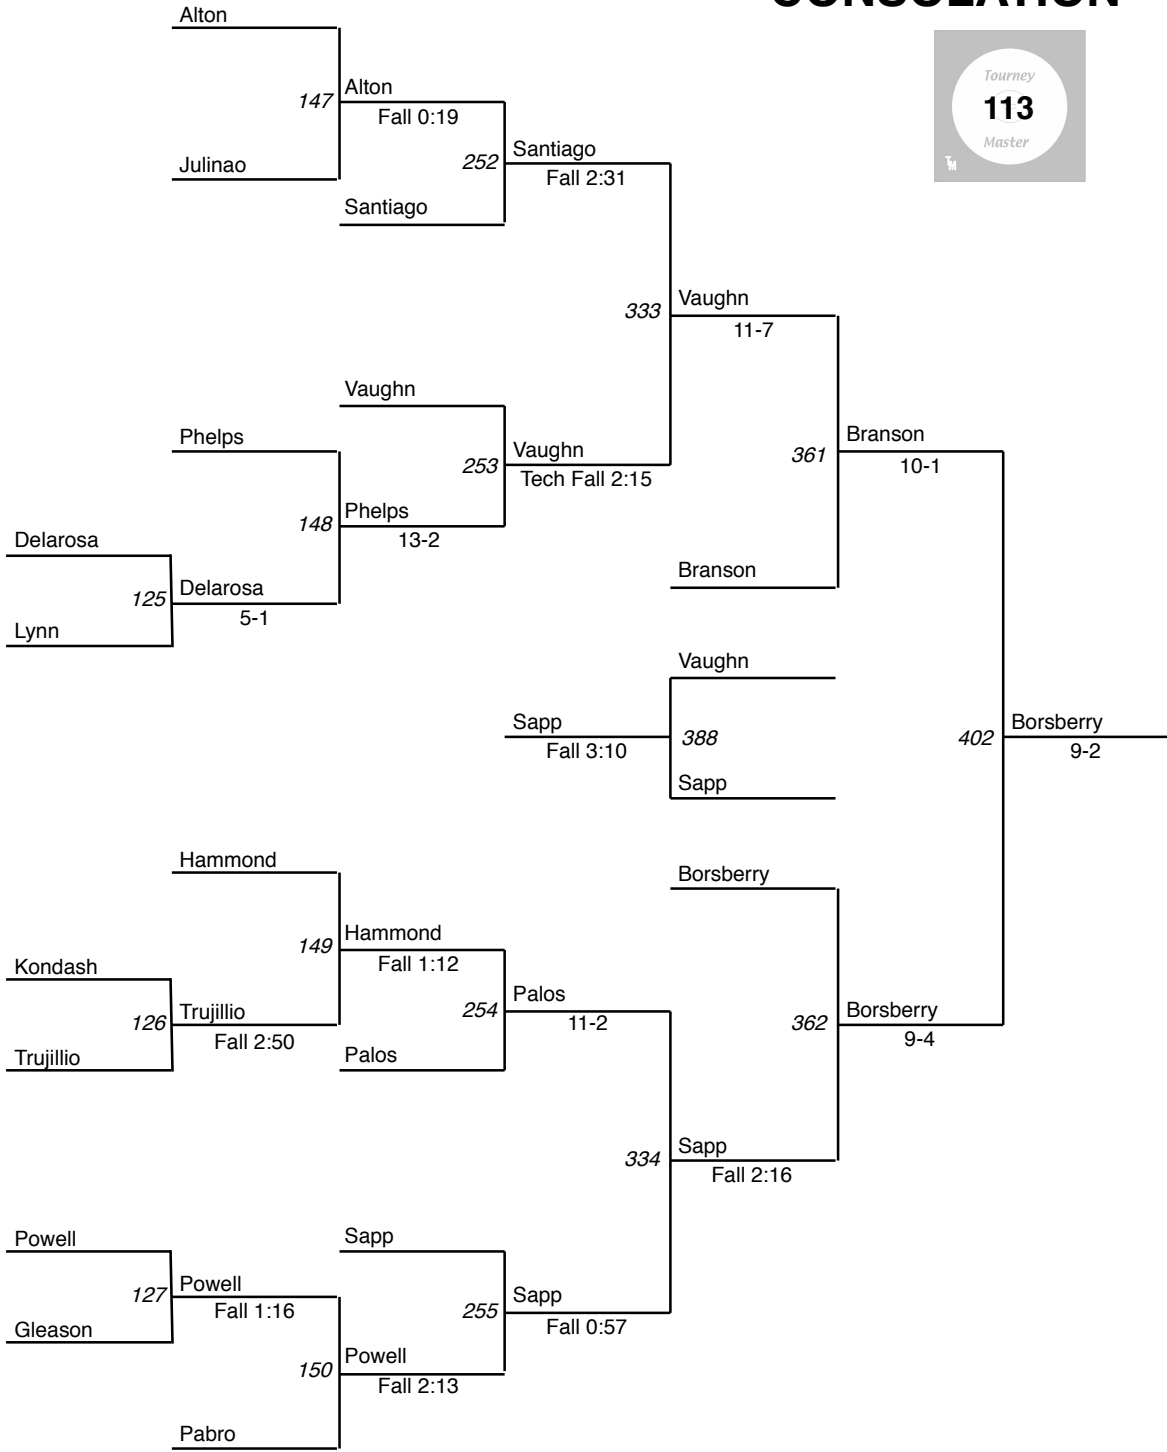 CONSOLATION
Alton
Tourney
113
Master
TM
147
Alton
Fall 0:19
Julinao
252
Santiago
Fall 2:31
Santiago
333
Vaughn
11-7
Vaughn
Phelps
253
Vaughn
Tech Fall 2:15
361
Branson
10-1
148
Phelps
13-2
Delarosa
125
Delarosa
5-1
Branson
Lynn
Vaughn
Sapp
Fall 3:10
388
402
Borsberry
9-2
Sapp
Hammond
Borsberry
149
Hammond
Fall 1:12
Kondash
126
Trujillio
Fall 2:50
254
Palos
11-2
362
Borsberry
9-4
Trujillio
Palos
334
Sapp
Fall 2:16
Powell
Sapp
127
Powell
Fall 1:16
255
Sapp
Fall 0:57
Gleason
150
Powell
Fall 2:13
Pabro